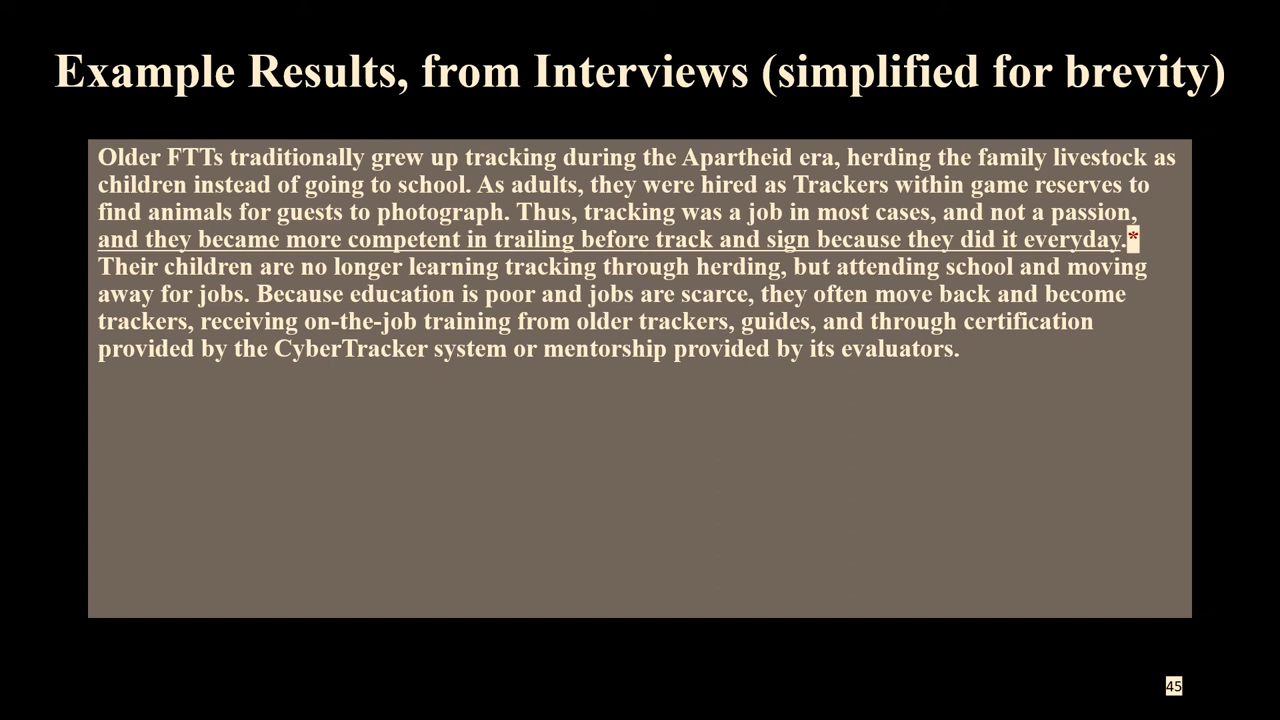 Example Results, from Interviews (simplified for brevity)
Older FTTs traditionally grew up tracking during the Apartheid era, herding the family livestock as
children instead of going to school. As adults, they were hired as Trackers within game reserves to
find animals for guests to photograph. Thus, tracking was a job in most cases, and not a passion,
and they became more competent in trailing before track and sign because they did it everyday.*
Their children are no longer learning tracking through herding, but attending school and moving
away for jobs. Because education is poor and jobs are scarce, they often move back and become
trackers, receiving on-the-job training from older trackers, guides, and through certification
provided by the CyberTracker system or mentorship provided by its evaluators.
45